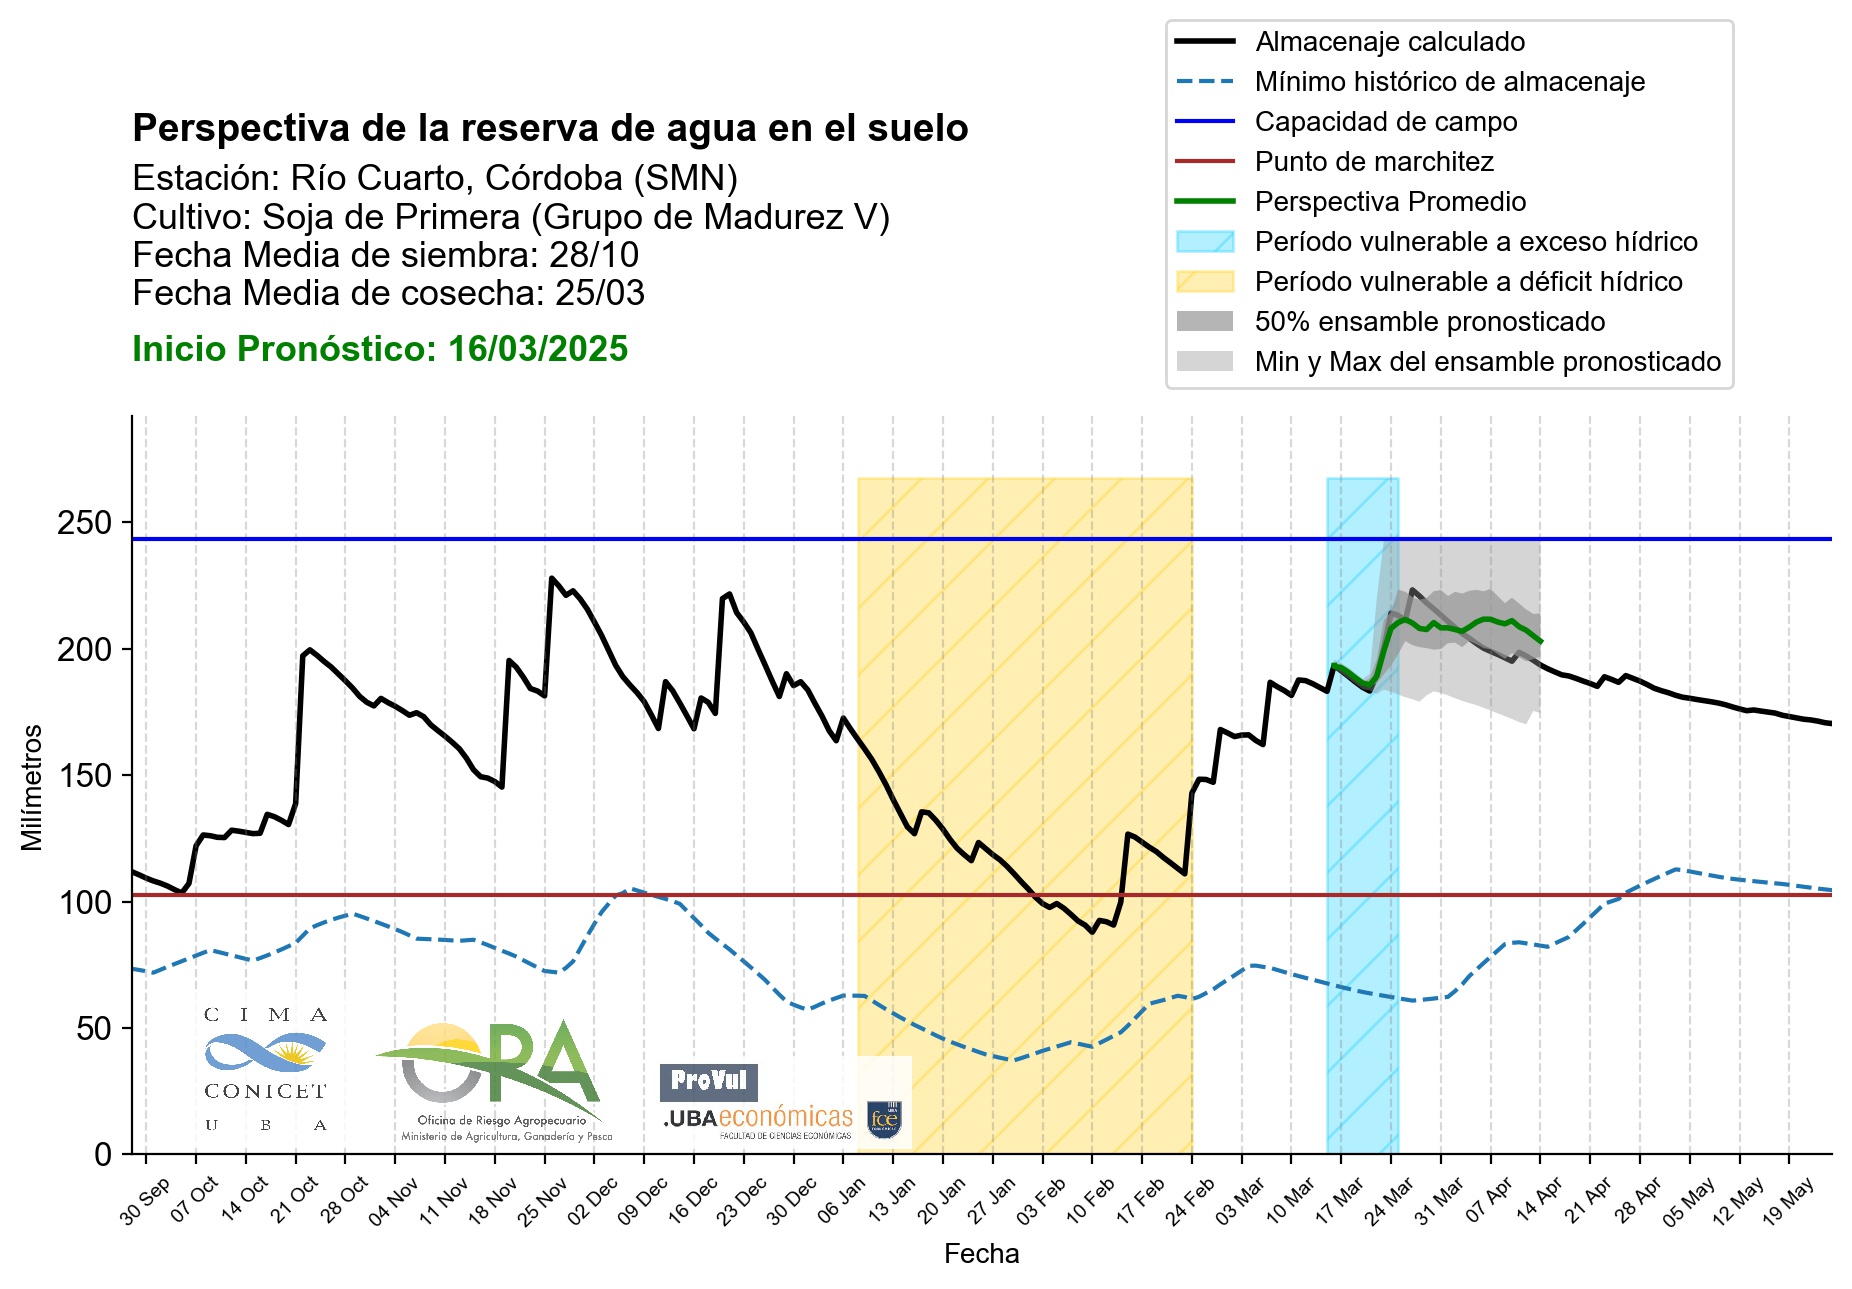 Almacenaje calculado
Mínimo histórico de almacenaje
Capacidad de campo
Punto de marchitez
Perspectiva Promedio
Período vulnerable a exceso hídrico
Período vulnerable a déficit hídrico
50% ensamble pronosticado
Min y Max del ensamble pronosticado
Perspectiva de la reserva de agua en el suelo
Estación: Río Cuarto, Córdoba (SMN)
Cultivo: Soja de Primera (Grupo de Madurez V)
Fecha Media de siembra: 28/10
Fecha Media de cosecha: 25/03
Inicio Pronóstico: 16/03/2025
Milímetros
250
200
150
100
50
0
C I M A
CONICET
U B A
ORA
Oficina de Riesgo Agropecuario
Ministerio de Agricultura, Ganadería y Pesca
ProVul
.UBAeconómicas
FACULTAD DE CIENCIAS ECONÓMICAS
fce
30 Sep
07 Oct
14 Oct
21 Oct
28 Oct
04 Nov
11 Nov
18 Nov
25 Nov
02 Dec
09 Dec
16 Dec
23 Dec
30 Dec
06 Jan
13 Jan
20 Jan
27 Jan
03 Feb
10 Feb
17 Feb
24 Feb
03 Mar
10 Mar
17 Mar
24 Mar
31 Mar
07 Apr
14 Apr
21 Apr
28 Apr
05 May
12 May
19 May
Fecha